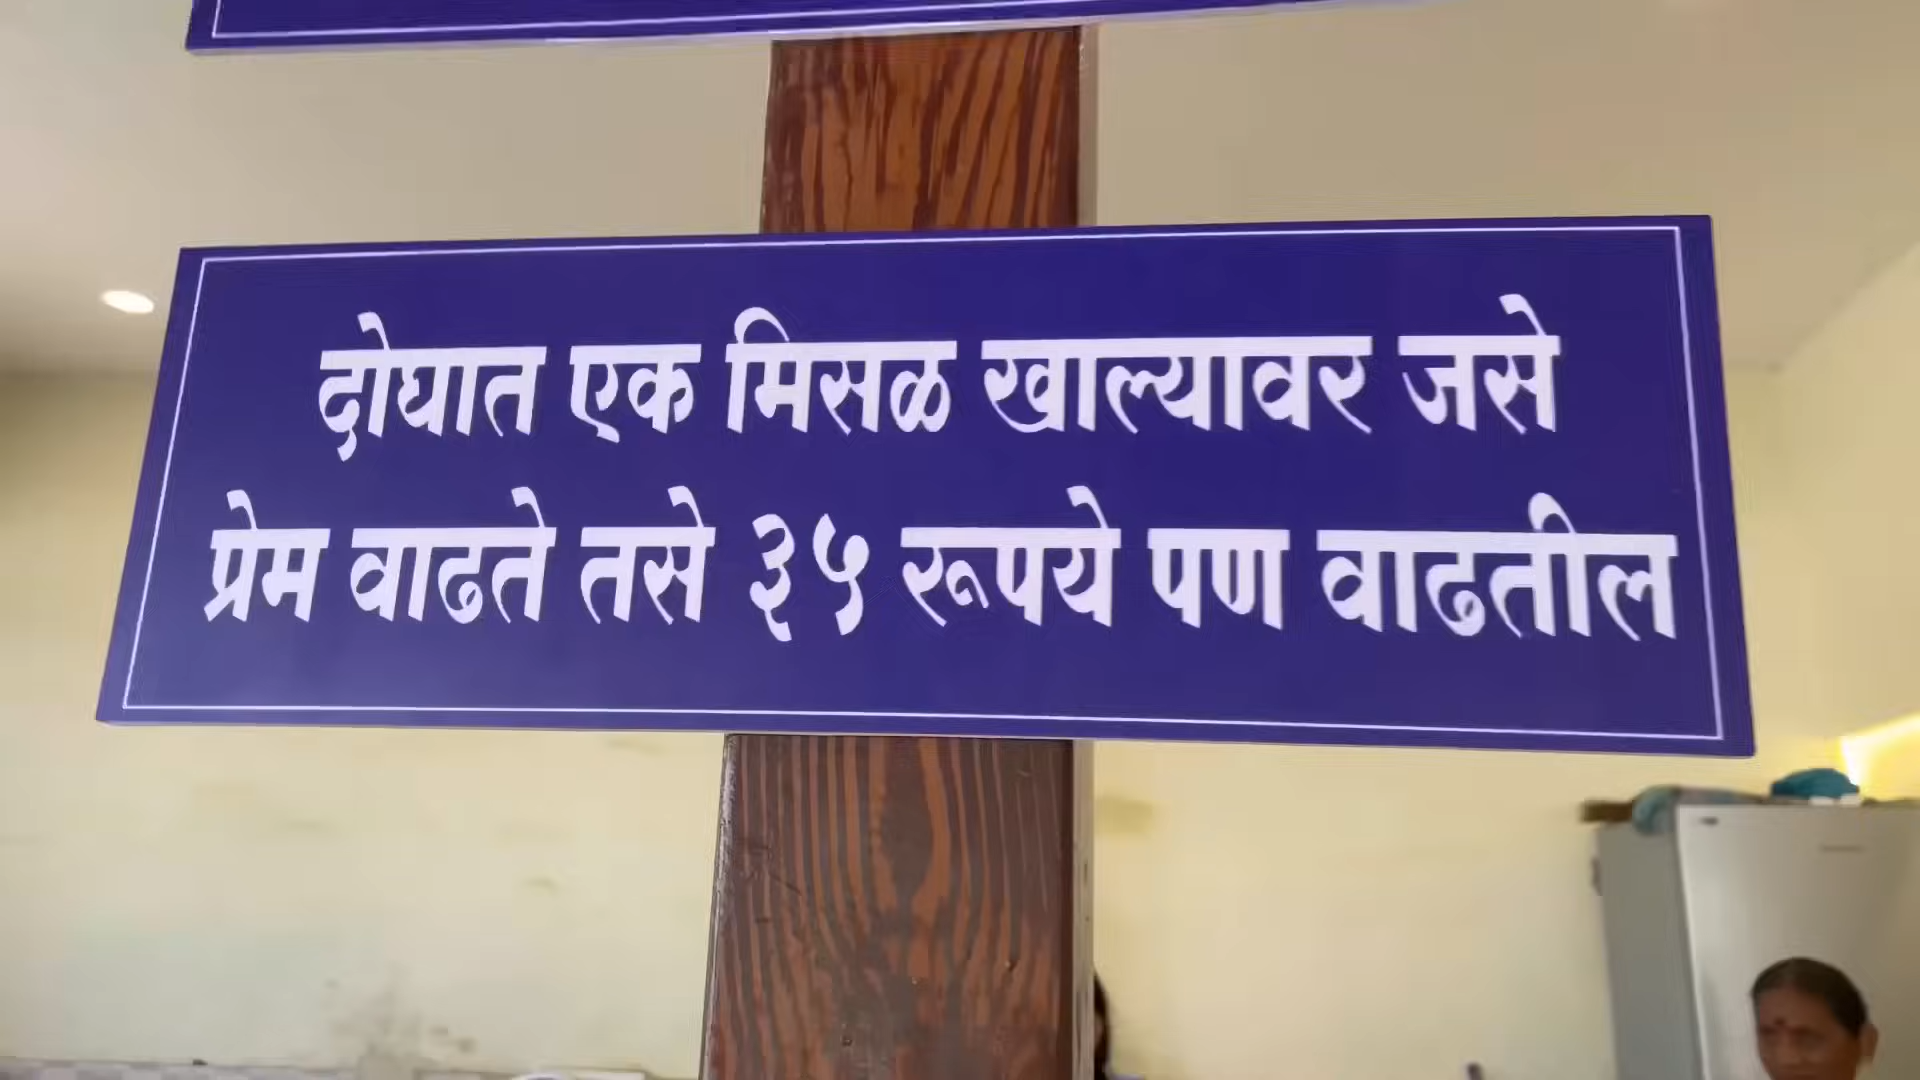 दोघात एक मिसळ खाल्यावर जसे
प्रेम वाढते तसे ३५ रूपये पण वाढतील